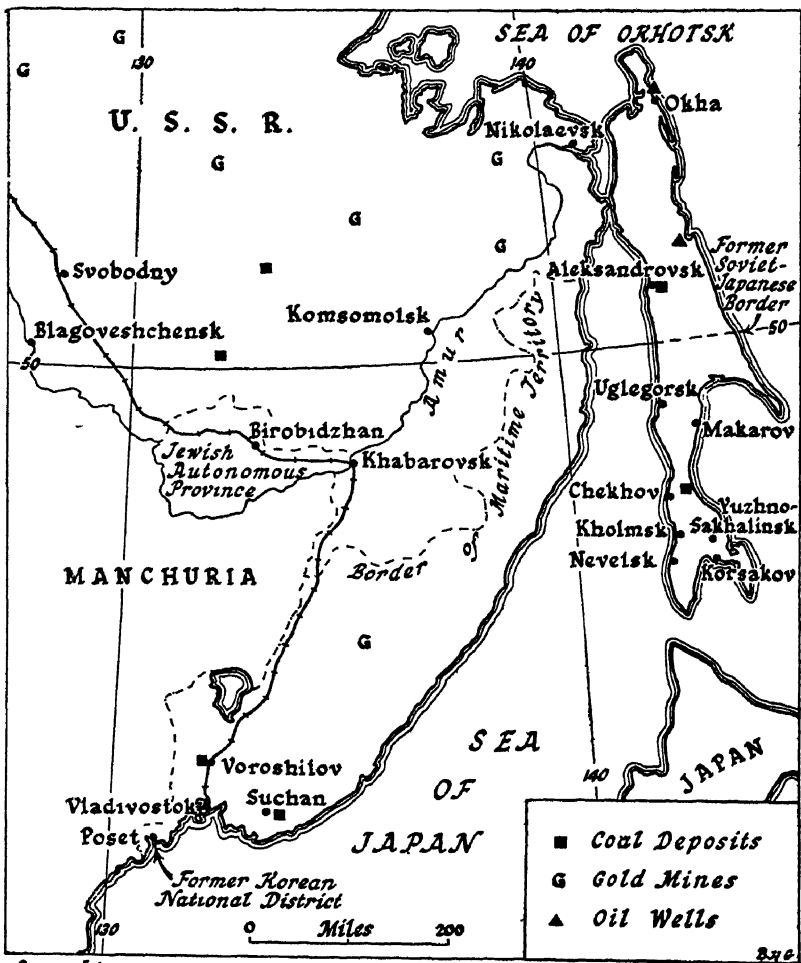 SEA OF OKHOTSK
G
130
140
G
Okha
U. S. S. R.
Nikolaevsk
G
G
G
G
Former
Soviet-
Japanese
Border
Svobodny
Aleksandrovsk
Komsomolsk
Blagoveshchensk
50
50
Amur
Border of Maritime Territory
Uglegorsk
Makarov
Birobidzhan
Jewish
Autonomous
Province
Khabarovsk
Chekhov
Yuzhno-
Sakhalinsk
Kholmsk
Nevelsk
Korsakov
MANCHURIA
G
SEA
OF
JAPAN
JAPAN
140
Voroshilov
Suchan
Vladivostok
Poset
Former Korean
National District
130
0 Miles 200
Coal Deposits
G Gold Mines
Oil Wells